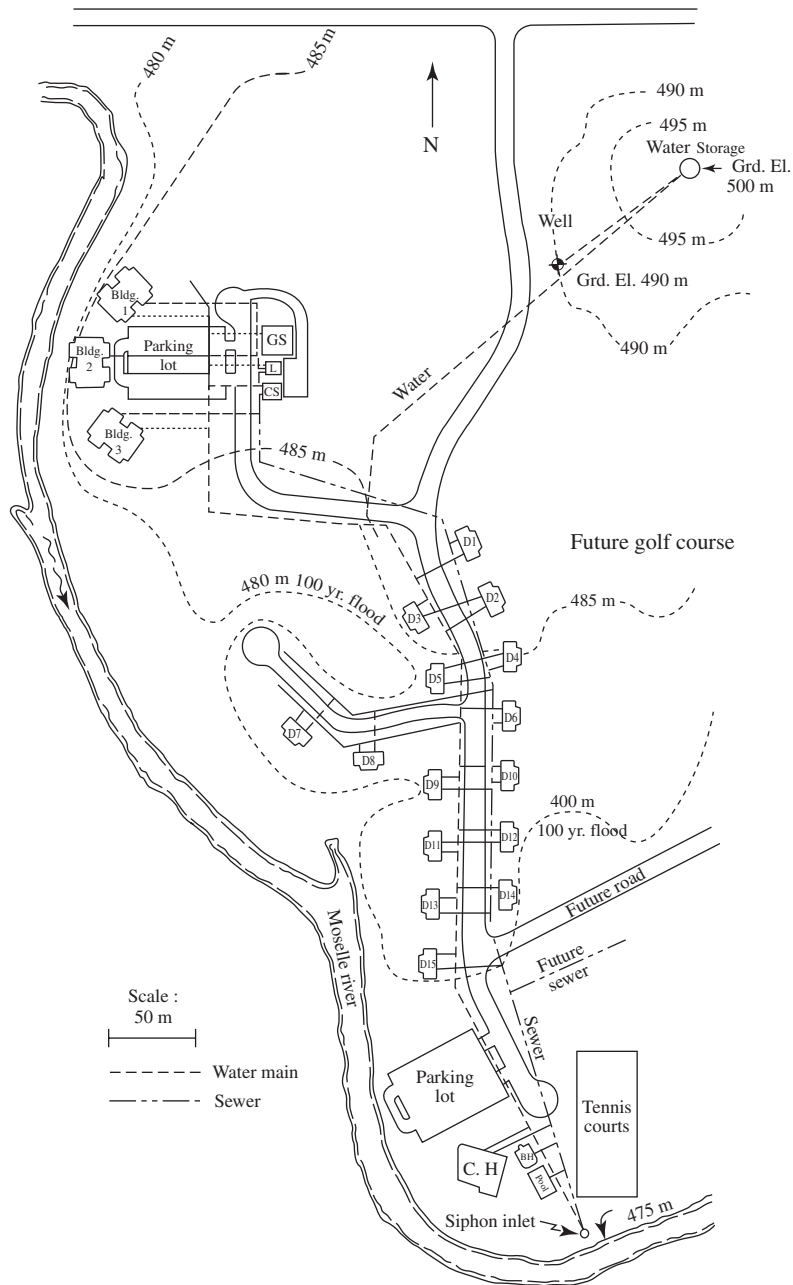 480 m
485 m
490 m
495 m
Water Storage
Grd. El.
500 m
N
Well
495 m
Grd. El. 490 m
490 m
Bldg.
1
GS
Parking
lot
Bldg.
2
L
CS
Water
Bldg.
3
485 m
D1
Future golf course
D2
480 m 100 yr. flood
D3
485 m
D4
D5
D6
D7
D8
D9
D10
400 m
100 yr. flood
D11
D12
D13
D14
Future road
Moselle river
D15
Future
sewer
Scale :
50 m
Sewer
Water main
Sewer
Parking
lot
Tennis
courts
C. H
BH
Pool
Siphon inlet
475 m